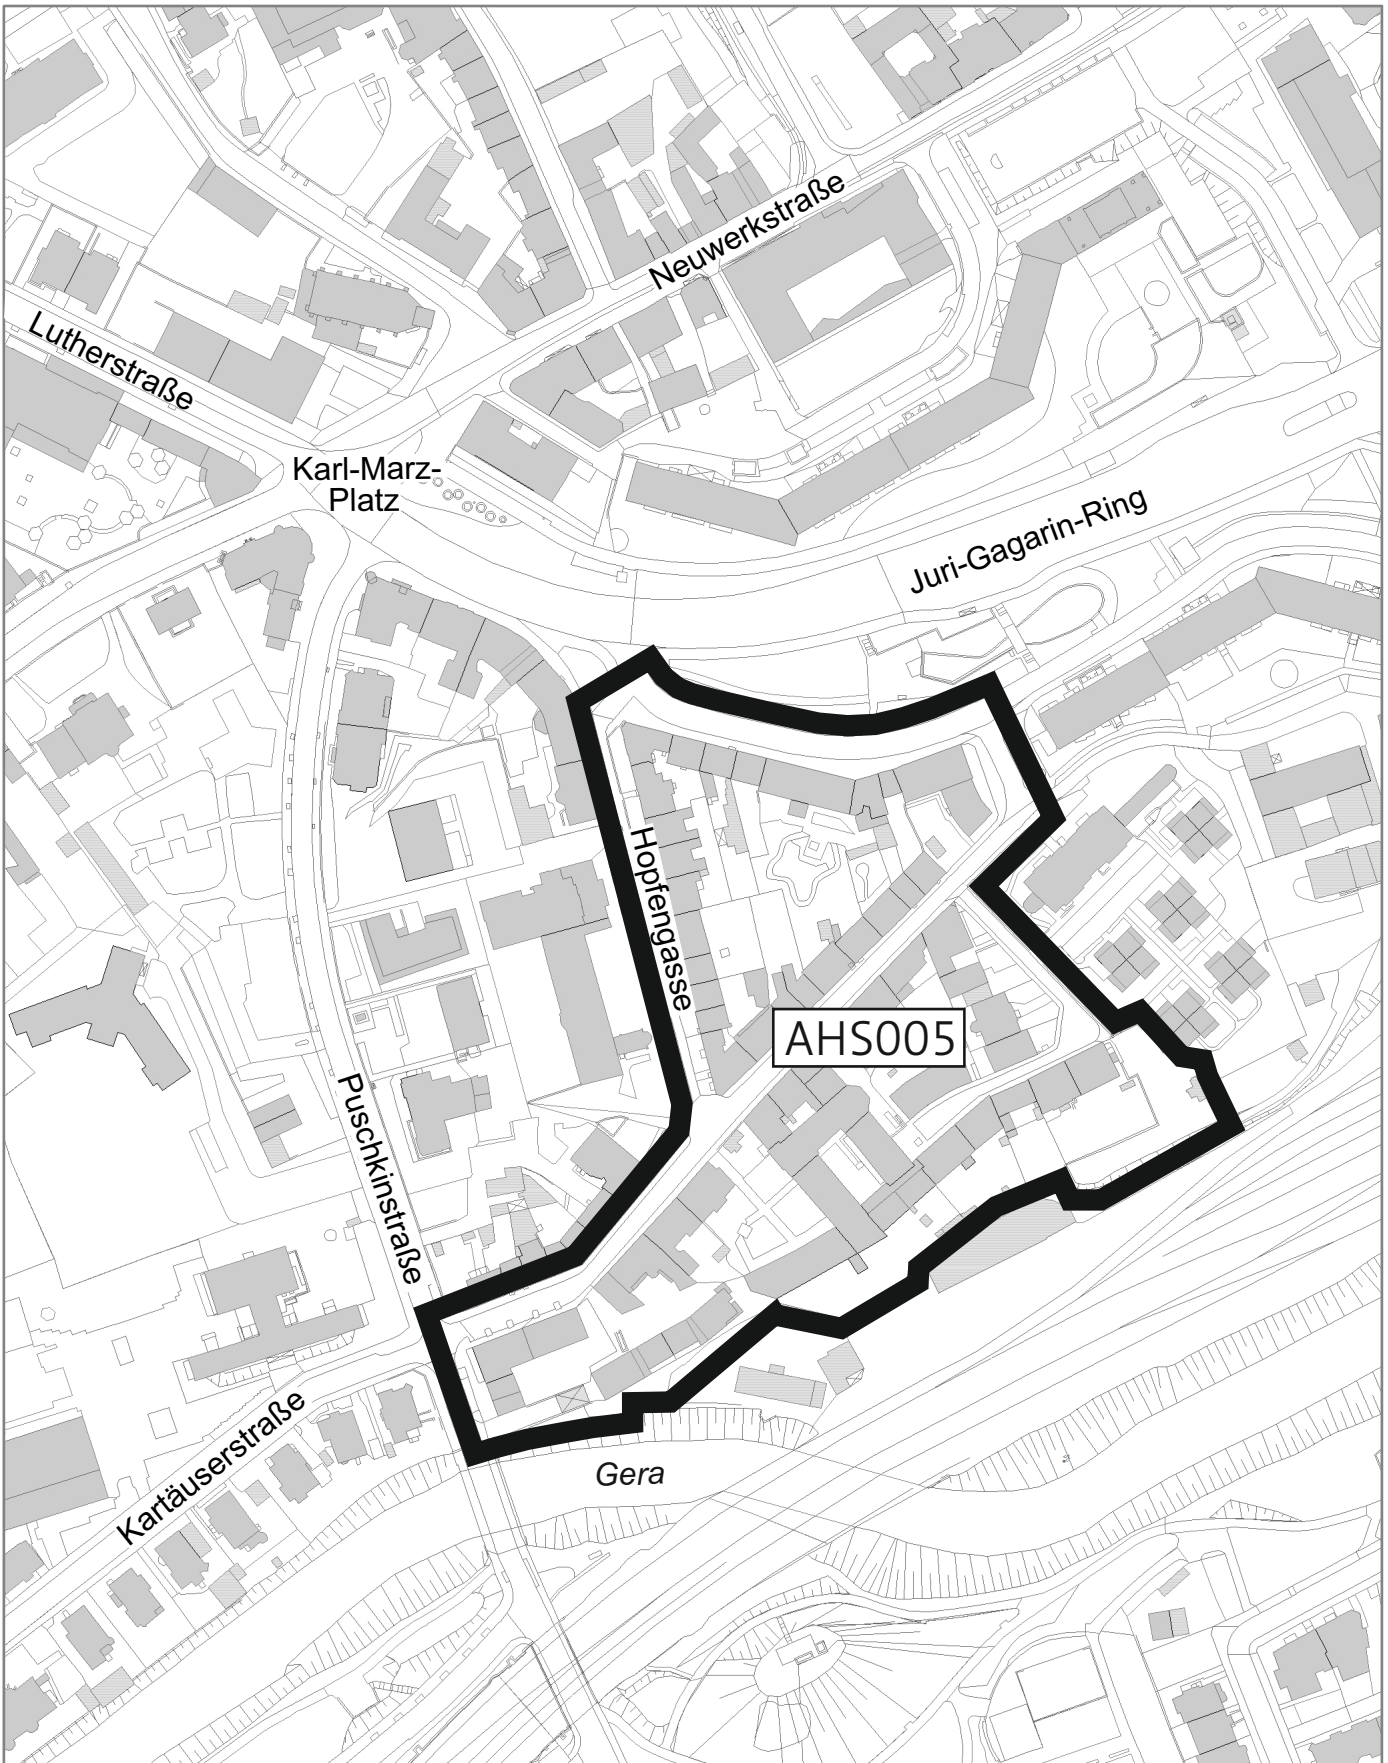 Neuwerkstraße
Lutherstraße
Karl-Marz-
Platz
Juri-Gagarin-Ring
Hopfengasse
AHS005
Puschkinstraße
Kartäuserstraße
Gera